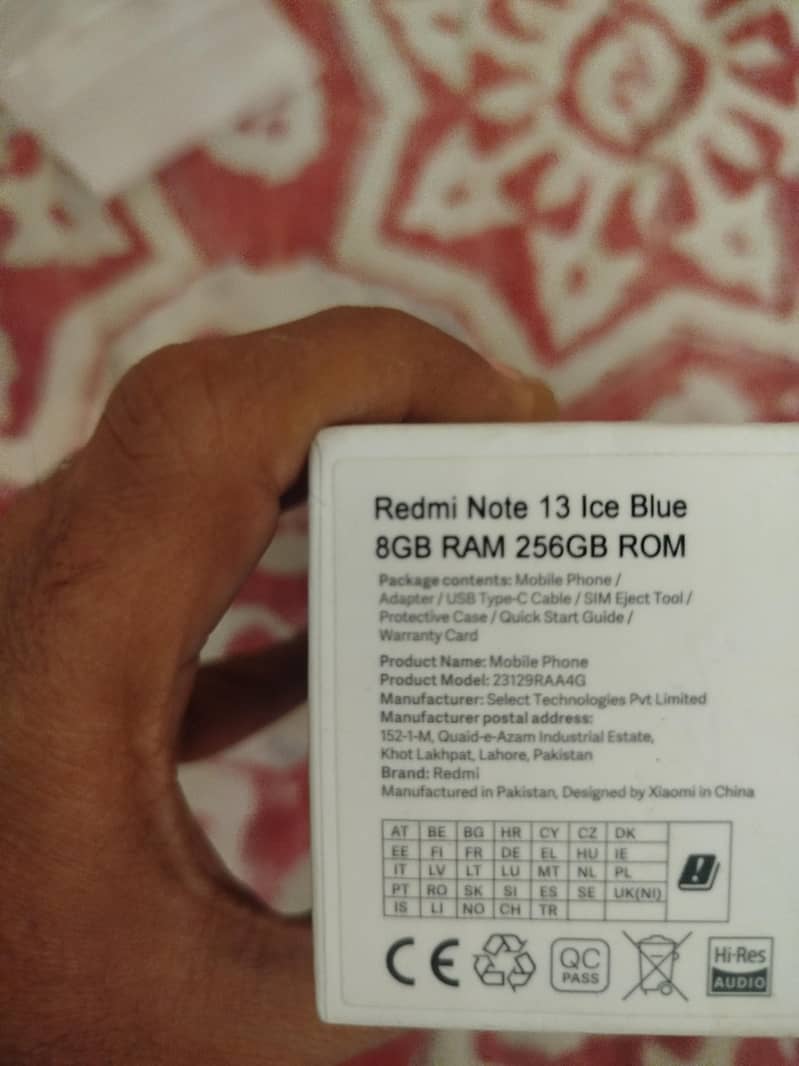 Redmi Note 13 Ice Blue
8GB RAM 256GB ROM
Package contents: Mobile Phone /
Adapter / USB Type-C Cable / SIM Eject Tool /
Protective Case / Quick Start Guide /
Warranty Card
Product Name: Mobile Phone
Product Model: 23129RAA4G
Manufacturer: Select Technologies Pvt Limited
Manufacturer postal address:
152-1-M, Quaid-e-Azam Industrial Estate,
Khot Lakhpat, Lahore, Pakistan
Brand: Redmi
Manufactured in Pakistan, Designed by Xiaomi in China
AT BE BG HR CY CZ DK
EE FI FR DE EL HU IE
IT LV LT LU MT NL PL
PT RO SK SI ES SE UK(NI)
IS LI NO CH TR
CE
QC
PASS
Hi-Res
AUDIO